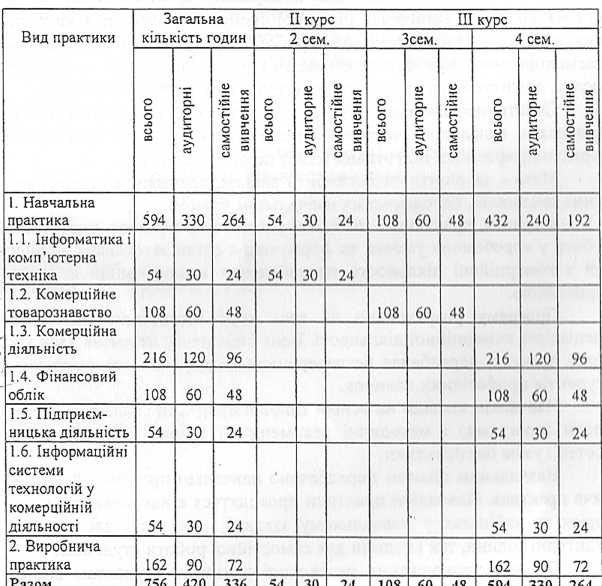 Вид практики
Загальна кількість годин
ІІ курс
ІІІ курс
2 сем.
3сем.
4 сем.
всього
аудиторні
самостійне вивчення
всього
аудиторне
самостійне вивчення
всього
аудиторне
самостійне вивчення
всього
аудиторне
самостійне вивчення
1. Навчальна
практика 594 330 264 54 30 24 108 60 48 432 240 192
1.1. Інформатика і
комп’ютерна
техніка 54 30 24 54 30 24
1.2. Комерційне
товарознавство 108 60 48 108 60 48
1.3. Комерційна
діяльність 216 120 96 216 120 96
1.4. Фінансовий
облік 108 60 48 108 60 48
1.5. Підприєм-
ницька діяльність 54 30 24 54 30 24
1.6. Інформаційні
системи
технологій у
комерційній
діяльності 54 30 24 54 30 24
2. Виробнича
практика 162 90 72 162 90 72
Разом 756 420 336 54 30 24 108 60 48 594 330 264